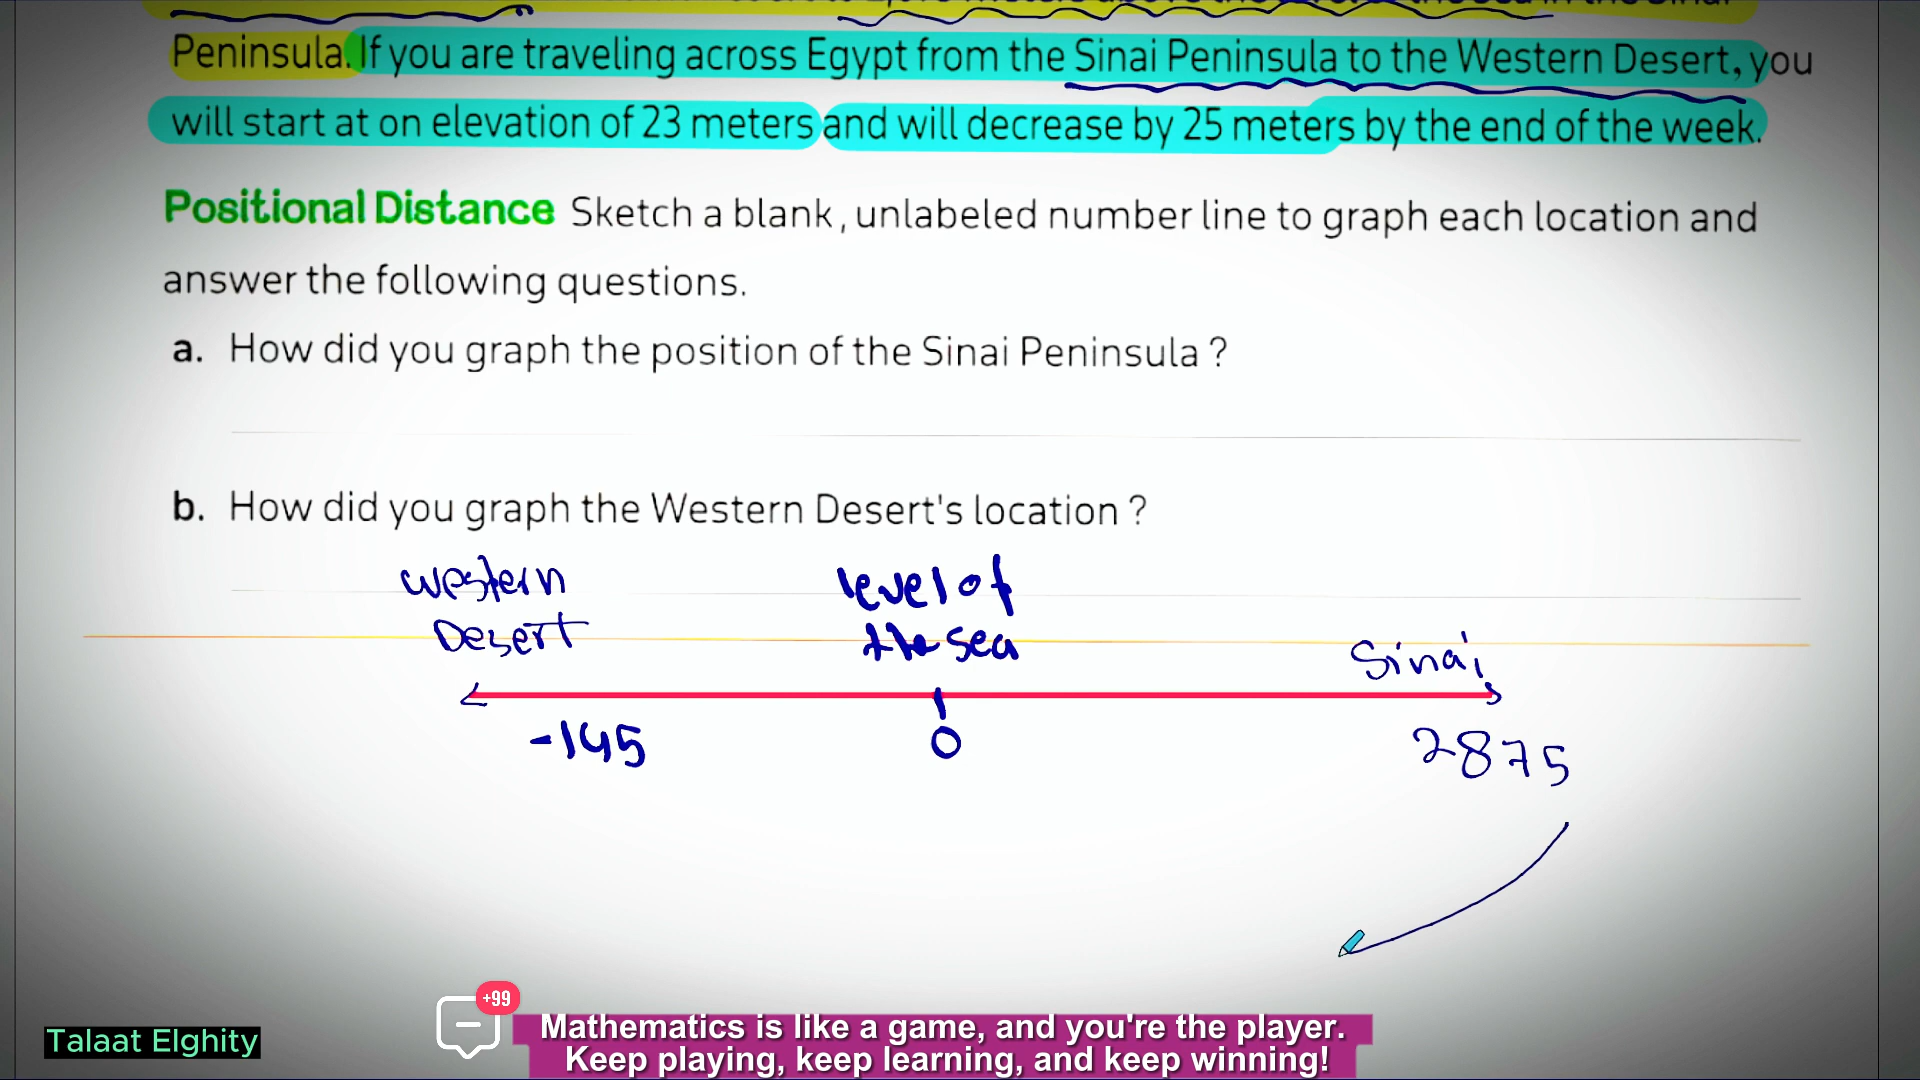 Peninsula. If you are traveling across Egypt from the Sinai Peninsula to the Western Desert, you
will start at on elevation of 23 meters and will decrease by 25 meters by the end of the week.
Positional Distance Sketch a blank, unlabeled number line to graph each location and
answer the following questions.
a. How did you graph the position of the Sinai Peninsula ?
b. How did you graph the Western Desert's location ?
western
Desert
level of
the sea
Sinai
-145
0
2875
+99
Talaat Elghity
Mathematics is like a game, and you're the player.
Keep playing, keep learning, and keep winning!